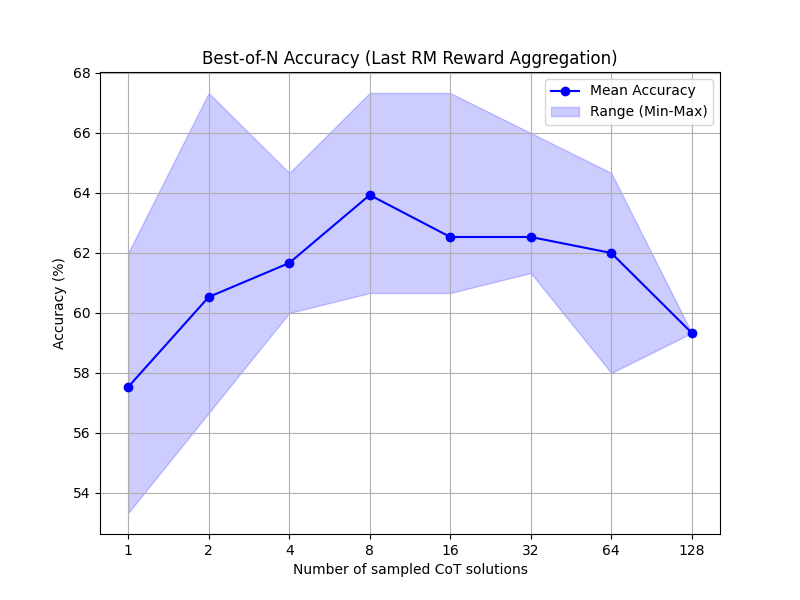 Best-of-N Accuracy (Last RM Reward Aggregation)
Mean Accuracy
Range (Min-Max)
Accuracy (%)
68
66
64
62
60
58
56
54
1 2 4 8 16 32 64 128
Number of sampled CoT solutions